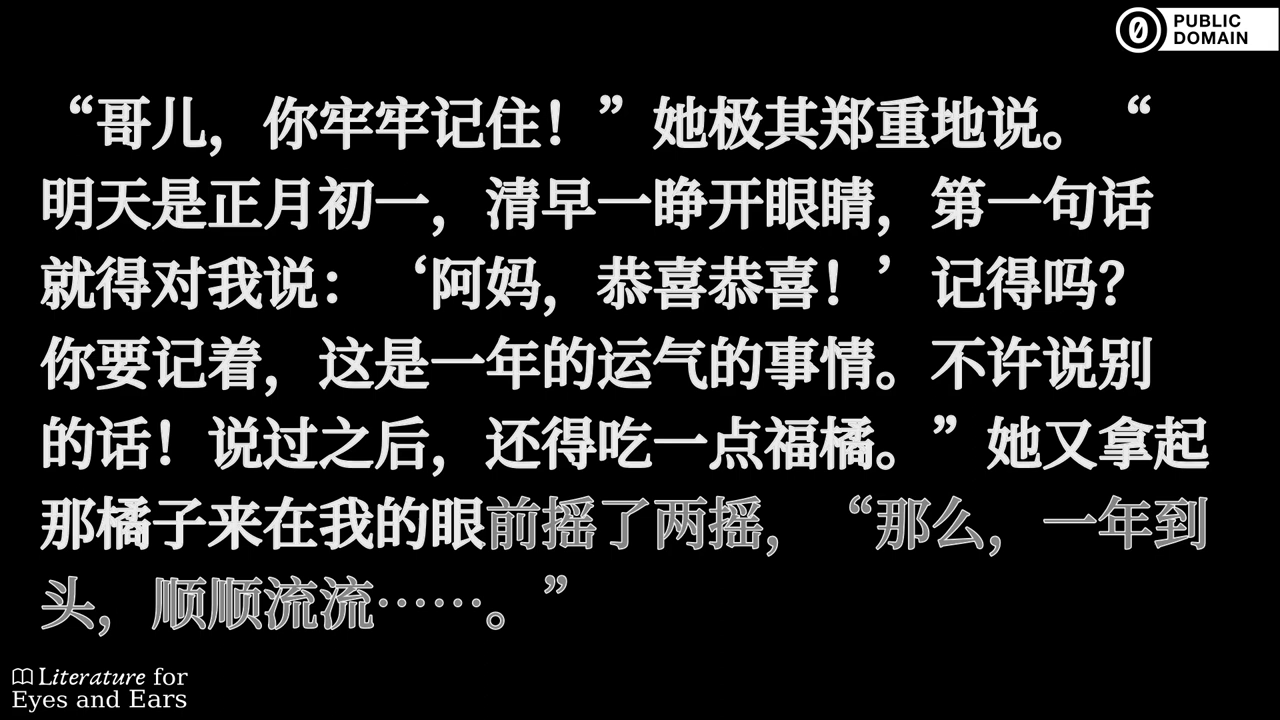 PUBLIC
DOMAIN
“哥儿，你牢牢记住！”她极其郑重地说。“
明天是正月初一，清早一睁开眼睛，第一句话
就得对我说：‘阿妈，恭喜恭喜！’记得吗？
你要记着，这是一年的运气的事情。不许说别
的话！说过之后，还得吃一点福橘。”她又拿起
那橘子来在我的眼前摇了两摇，“那么，一年到
头，顺顺流流……。”
Literature for
Eyes and Ears